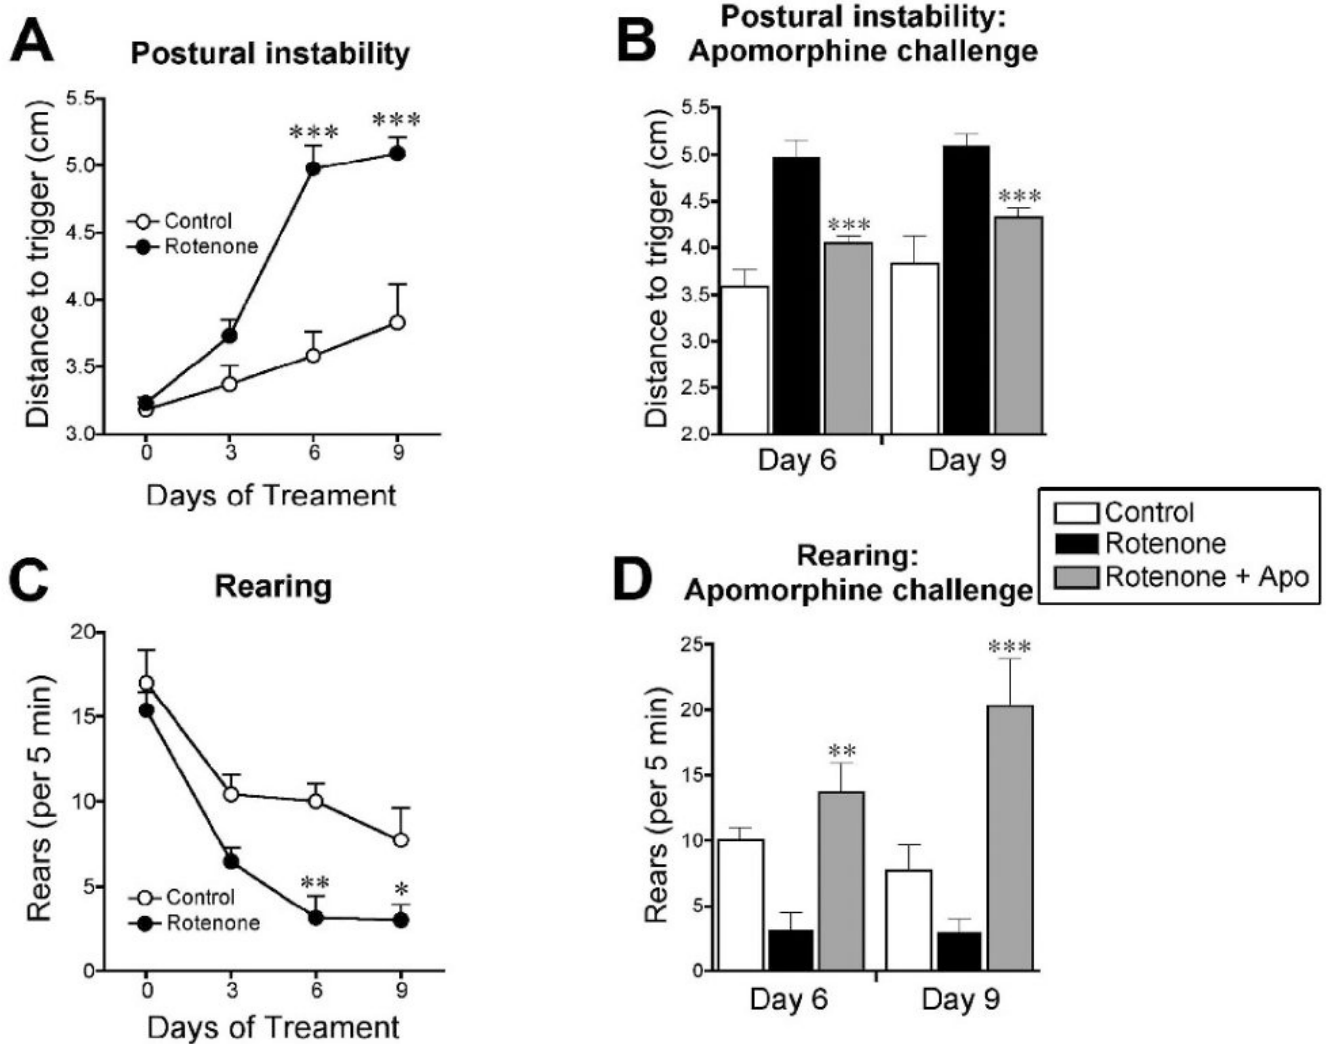 A
Postural instability
5.5
5.0
4.5
4.0
3.5
3.0
Distance to trigger (cm)
***
***
Control
Rotenone
0 3 6 9
Days of Treament
B
Postural instability:
Apomorphine challenge
5.5
5.0
4.5
4.0
3.5
3.0
2.5
2.0
Distance to trigger (cm)
***
***
Day 6 Day 9
Control
Rotenone
Rotenone + Apo
C
Rearing
20
15
10
5
0
Rears (per 5 min)
**
*
Control
Rotenone
0 3 6 9
Days of Treament
D
Rearing:
Apomorphine challenge
25
20
15
10
5
0
Rears (per 5 min)
**
***
Day 6 Day 9